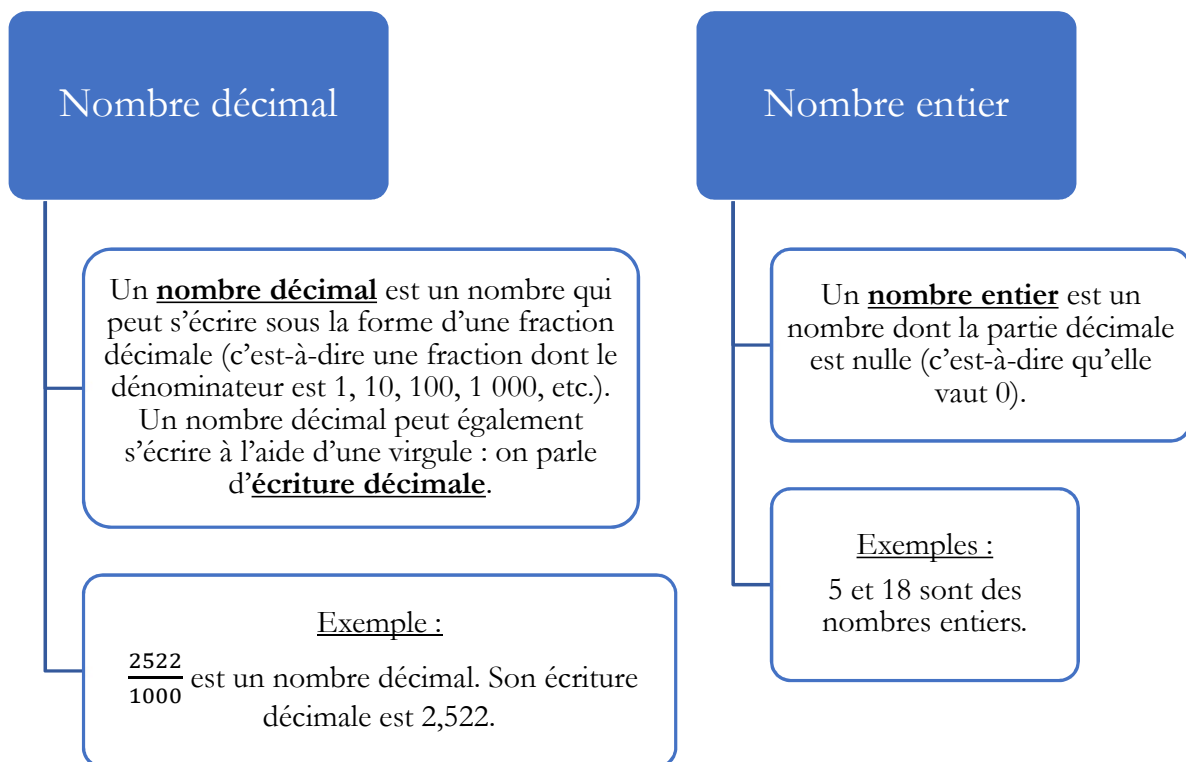 Nombre décimal
Un nombre décimal est un nombre qui
peut s’écrire sous la forme d’une fraction
décimale (c’est-à-dire une fraction dont le
dénominateur est 1, 10, 100, 1 000, etc.).
Un nombre décimal peut également
s’écrire à l’aide d’une virgule : on parle
d’écriture décimale.
Exemple :
2522/1000 est un nombre décimal. Son écriture
décimale est 2,522.
Nombre entier
Un nombre entier est un
nombre dont la partie décimale
est nulle (c’est-à-dire qu’elle
vaut 0).
Exemples :
5 et 18 sont des
nombres entiers.